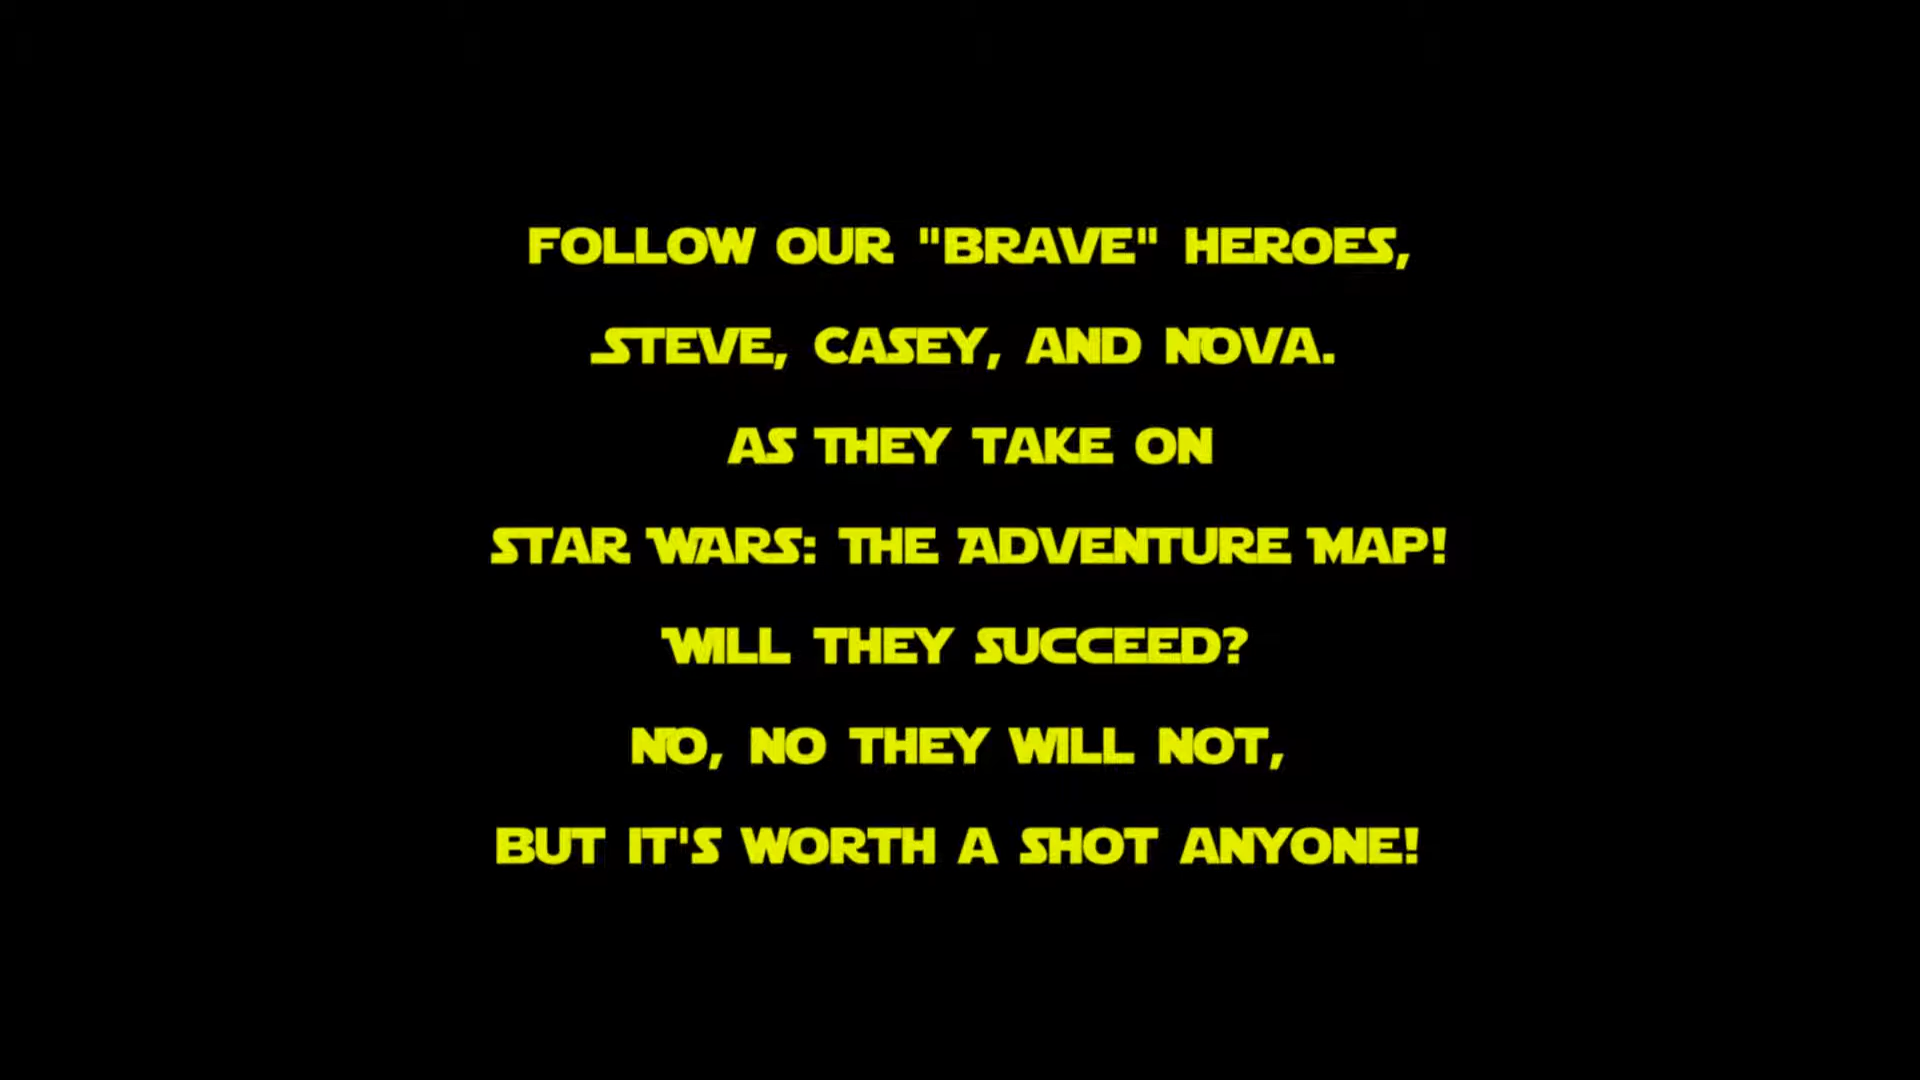 FOLLOW OUR "BRAVE" HEROES,
STEVE, CASEY, AND NOVA.
AS THEY TAKE ON
STAR WARS: THE ADVENTURE MAP!
WILL THEY SUCCEED?
NO, NO THEY WILL NOT,
BUT IT'S WORTH A SHOT ANYONE!